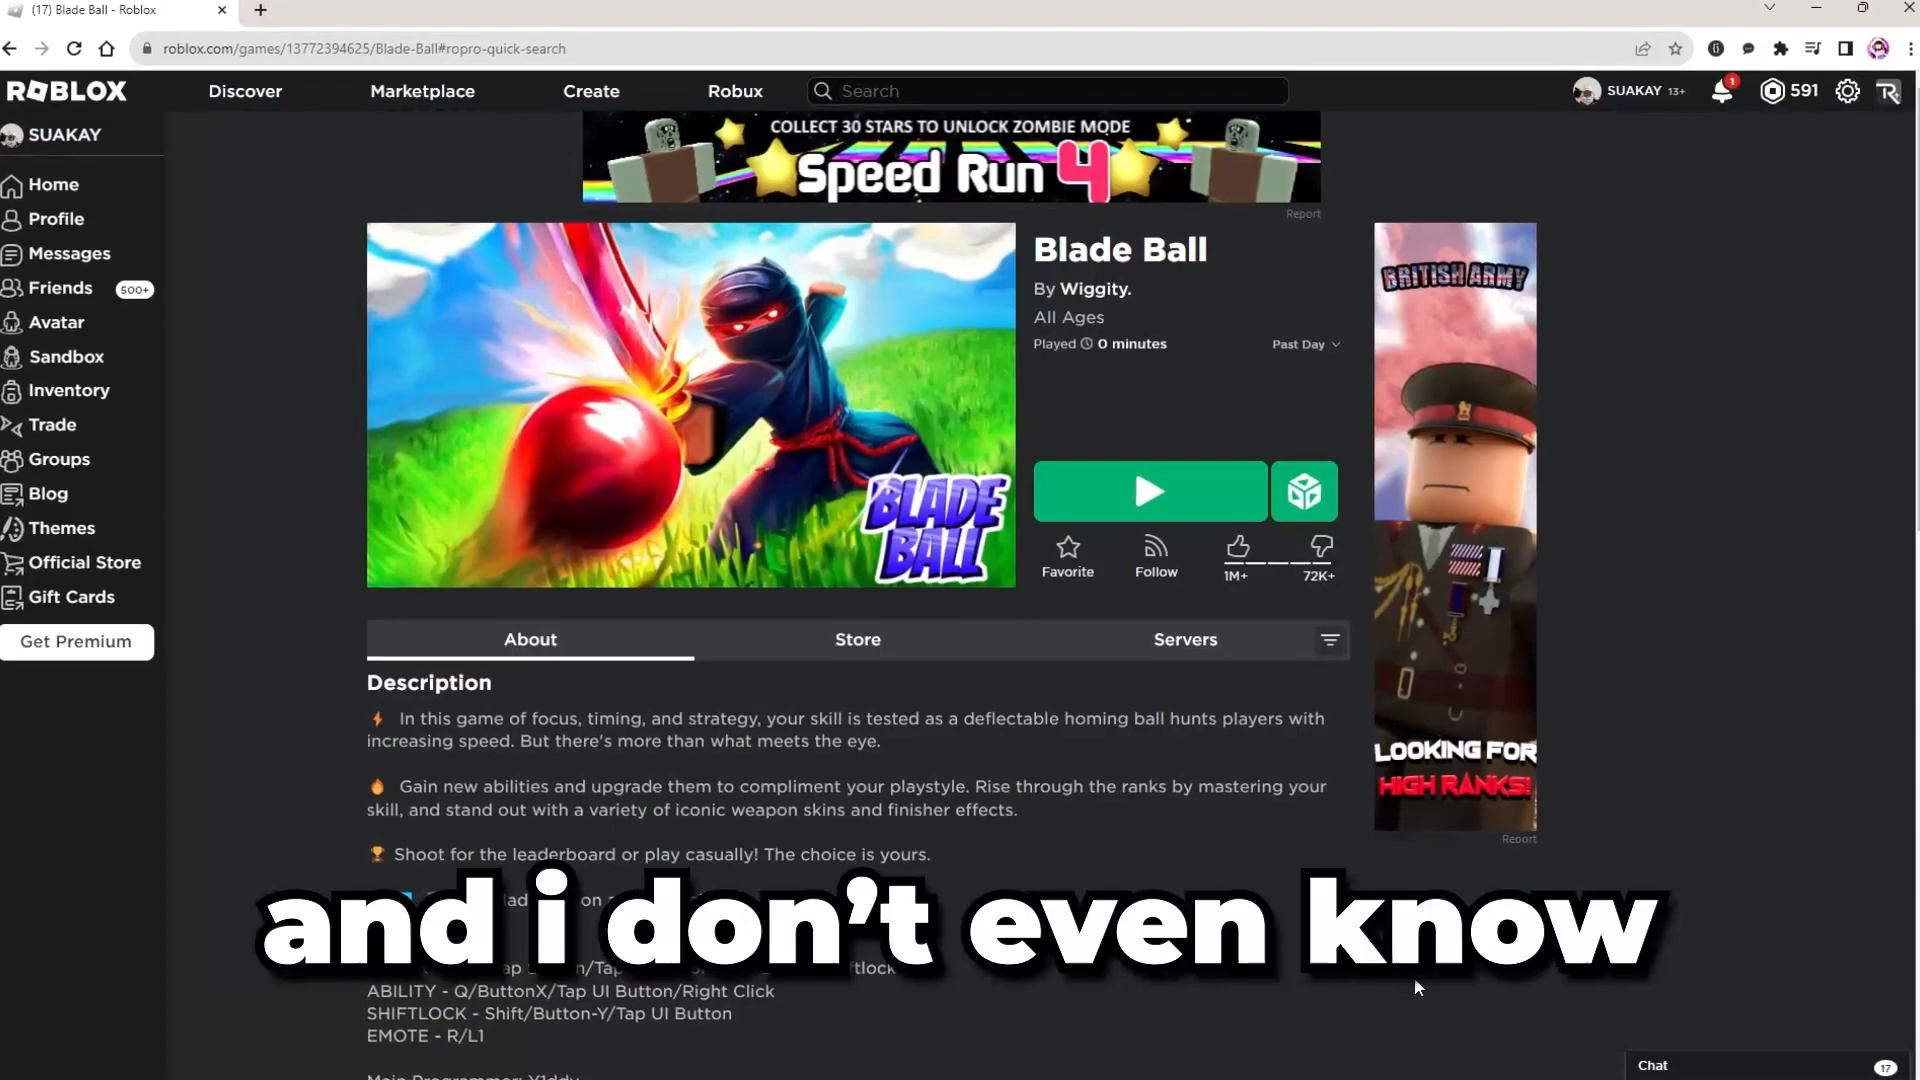 (17) Blade Ball - Roblox
roblox.com/games/13772394625/Blade-Ball#ropro-quick-search
ROBLOX
Discover
Marketplace
Create
Robux
Search
SUAKAY 13+
1
591
SUAKAY
Home
Profile
Messages
Friends 500+
Avatar
Sandbox
Inventory
Trade
Groups
Blog
Themes
Official Store
Gift Cards
Get Premium
COLLECT 30 STARS TO UNLOCK ZOMBIE MODE
Speed Run 4
Report
BLADE
BALL
Blade Ball
By Wiggity.
All Ages
Played 0 minutes
Past Day
Favorite
Follow
1M+
72K+
BRITISH ARMY
LOOKING FOR
HIGH RANKS!
Report
About
Store
Servers
Description
In this game of focus, timing, and strategy, your skill is tested as a deflectable homing ball hunts players with
increasing speed. But there's more than what meets the eye.
Gain new abilities and upgrade them to compliment your playstyle. Rise through the ranks by mastering your
skill, and stand out with a variety of iconic weapon skins and finisher effects.
Shoot for the leaderboard or play casually! The choice is yours.
and i don't even know
ABILITY - Q/ButtonX/Tap UI Button/Right Click
SHIFTLOCK - Shift/Button-Y/Tap UI Button
EMOTE - R/L1
Chat
17